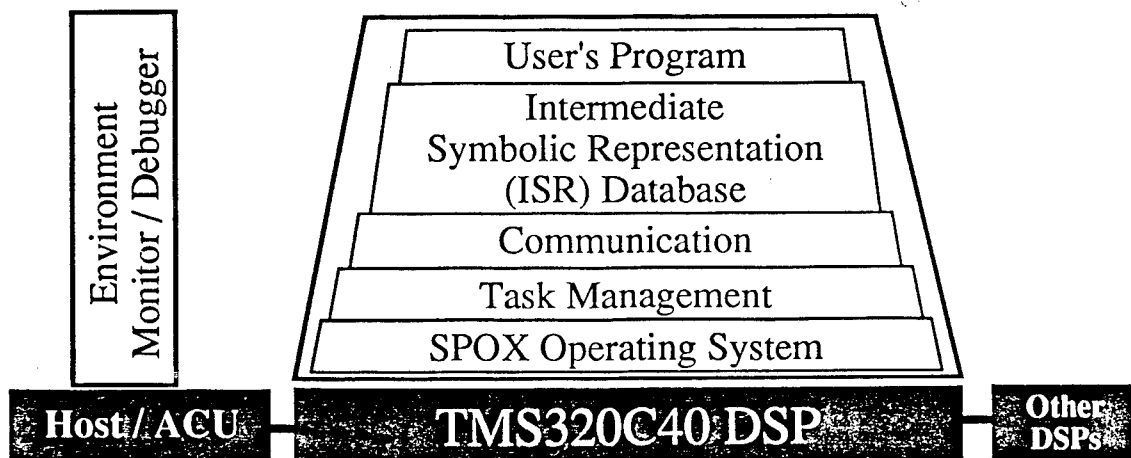 Environment
Monitor / Debugger
User's Program
Intermediate
Symbolic Representation
(ISR) Database
Communication
Task Management
SPOX Operating System
Host / ACU
TMS320C40 DSP
Other
DSPs